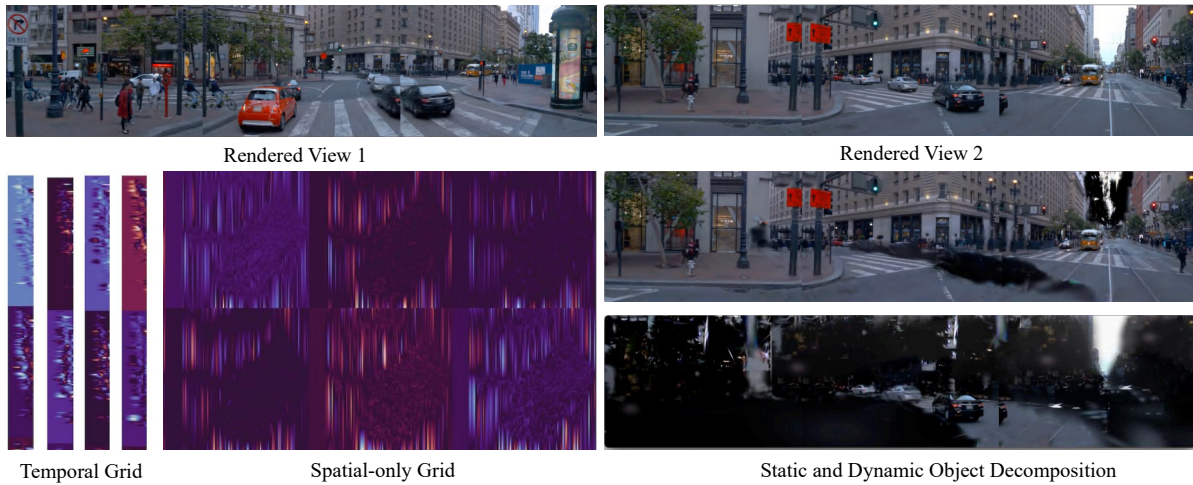 Rendered View 1
Rendered View 2
Temporal Grid
Spatial-only Grid
Static and Dynamic Object Decomposition